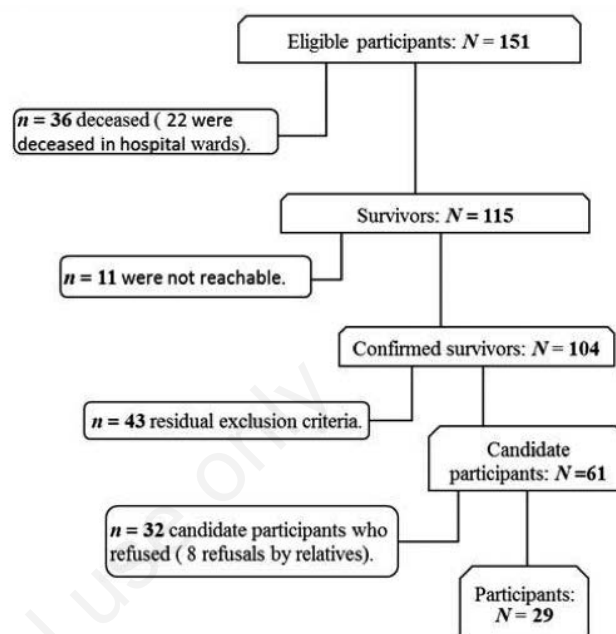 Eligible participants: N = 151
n = 36 deceased ( 22 were
deceased in hospital wards).
Survivors: N = 115
n = 11 were not reachable.
Confirmed survivors: N = 104
n = 43 residual exclusion criteria.
Candidate
participants: N =61
n = 32 candidate participants who
refused ( 8 refusals by relatives).
Participants:
N = 29
l use only